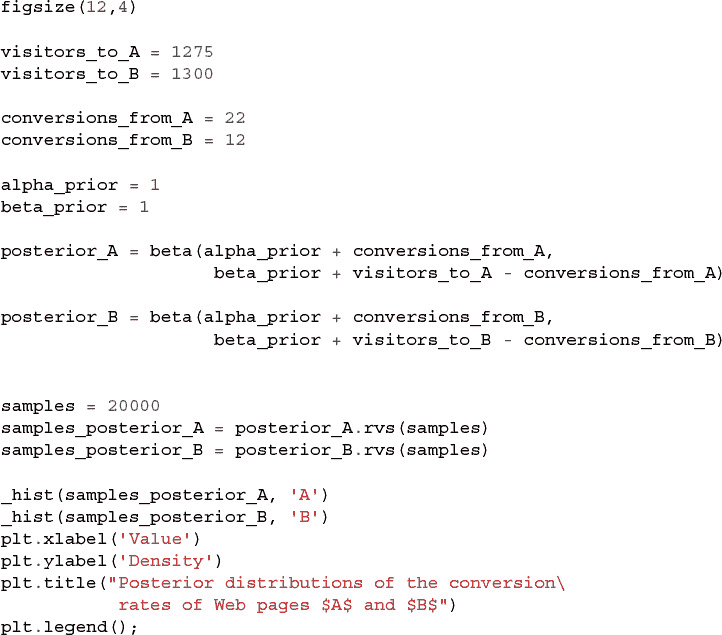 figsize(12,4)
visitors_to_A = 1275
visitors_to_B = 1300
conversions_from_A = 22
conversions_from_B = 12
alpha_prior = 1
beta_prior = 1
posterior_A = beta(alpha_prior + conversions_from_A,
beta_prior + visitors_to_A - conversions_from_A)
posterior_B = beta(alpha_prior + conversions_from_B,
beta_prior + visitors_to_B - conversions_from_B)
samples = 20000
samples_posterior_A = posterior_A.rvs(samples)
samples_posterior_B = posterior_B.rvs(samples)
_hist(samples_posterior_A, 'A')
_hist(samples_posterior_B, 'B')
plt.xlabel('Value')
plt.ylabel('Density')
plt.title("Posterior distributions of the conversion\
rates of Web pages $A$ and $B$")
plt.legend();